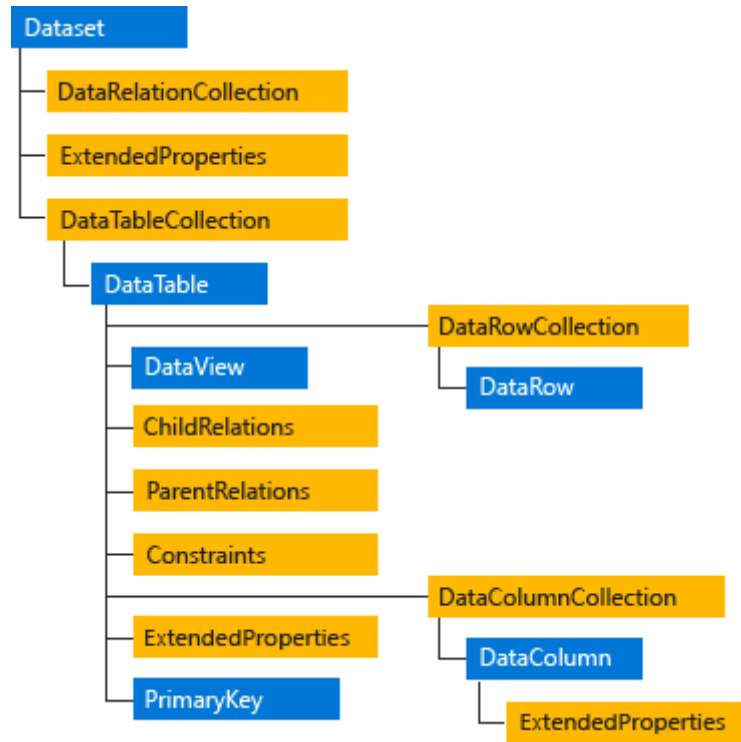 Dataset
DataRelationCollection
ExtendedProperties
DataTableCollection
DataTable
DataRowCollection
DataView
DataRow
ChildRelations
ParentRelations
Constraints
DataColumnCollection
ExtendedProperties
DataColumn
PrimaryKey
ExtendedProperties